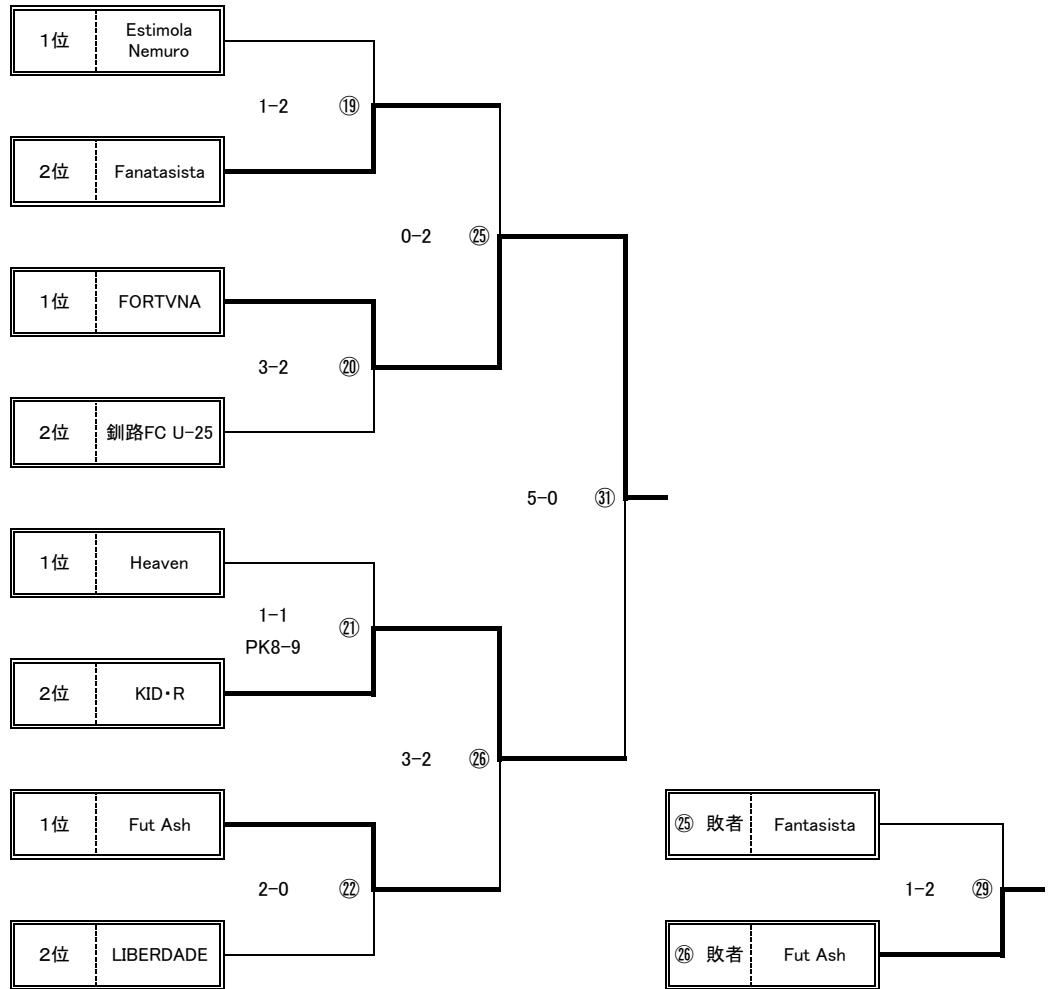 1位 Estimola
Nemuro
1-2 ⑲
2位 Fanatasista
0-2 ㉕
1位 FORTVNA
3-2 ⑳
2位 釧路FC U-25
5-0 ㉛
1位 Heaven
1-1
㉑
PK8-9
2位 KID・R
3-2 ㉖
1位 Fut Ash
2-0 ㉒
2位 LIBERDADE
㉕ 敗者 Fantasista
1-2 ㉙
㉖ 敗者 Fut Ash